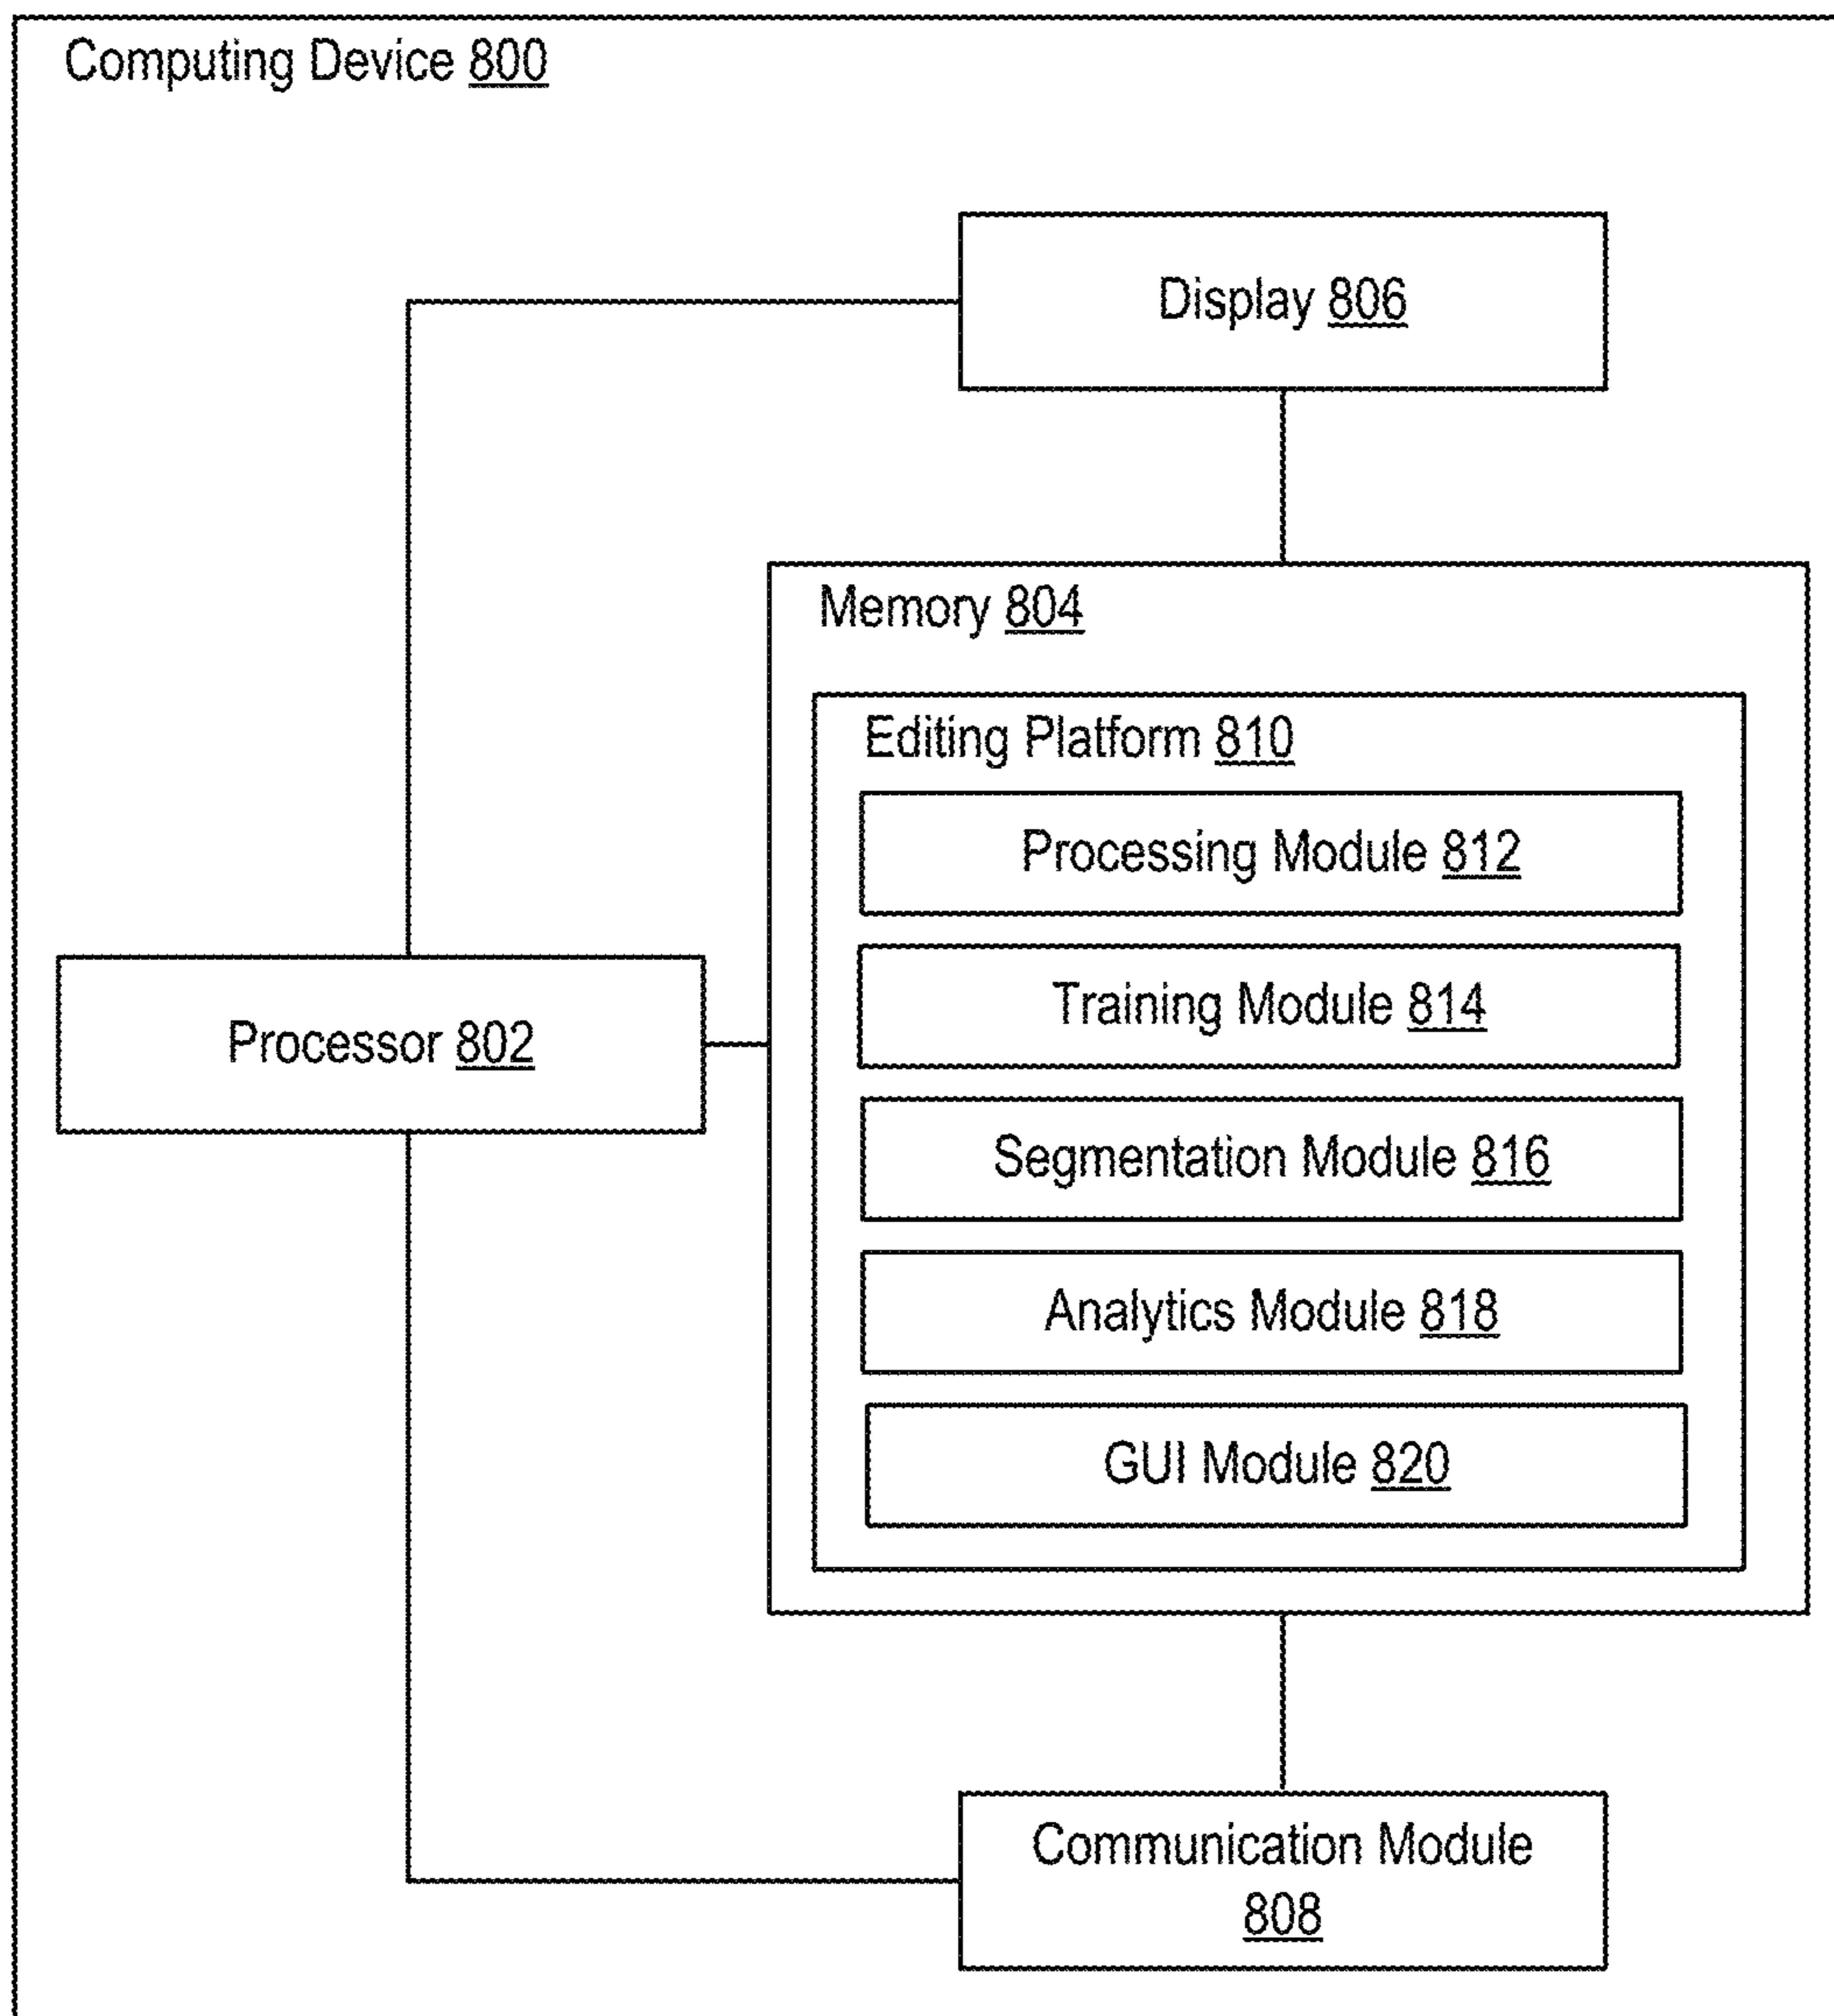 Computing Device 800
Display 806
Memory 804
Editing Platform 810
Processing Module 812
Training Module 814
Processor 802
Segmentation Module 816
Analytics Module 818
GUI Module 820
Communication Module
808